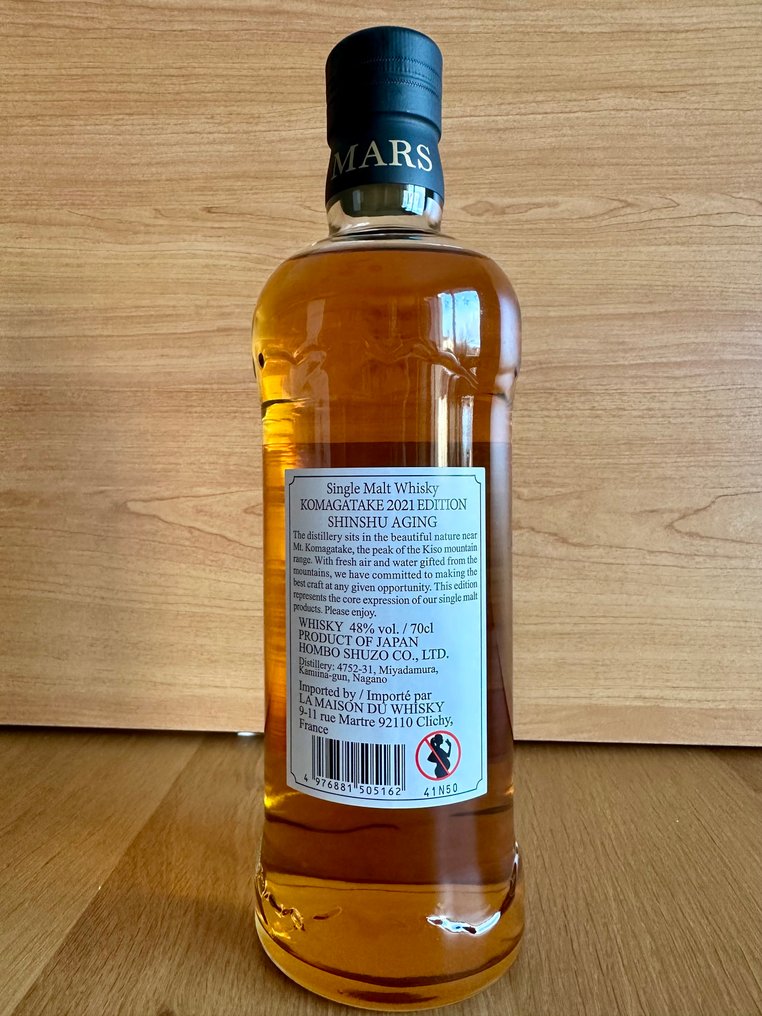 MARS
Single Malt Whisky
KOMAGATAKE 2021 EDITION
SHINSHU AGING
The distillery sits in the beautiful nature near
Mt. Komagatake, the peak of the Kiso mountain
range. With fresh air and water gifted from the
mountains, we have committed to making the
best craft at any given opportunity. This edition
represents the core expression of our single malt
products. Please enjoy.
WHISKY 48% vol. / 70cl
PRODUCT OF JAPAN
HOMBO SHUZO CO., LTD.
Distillery: 4752-31, Miyadamura,
Kamiina-gun, Nagano
Imported by / Importé par
LA MAISON DU WHISKY
9-11 rue Martre 92110 Clichy,
France
4 976881 505162
41N50